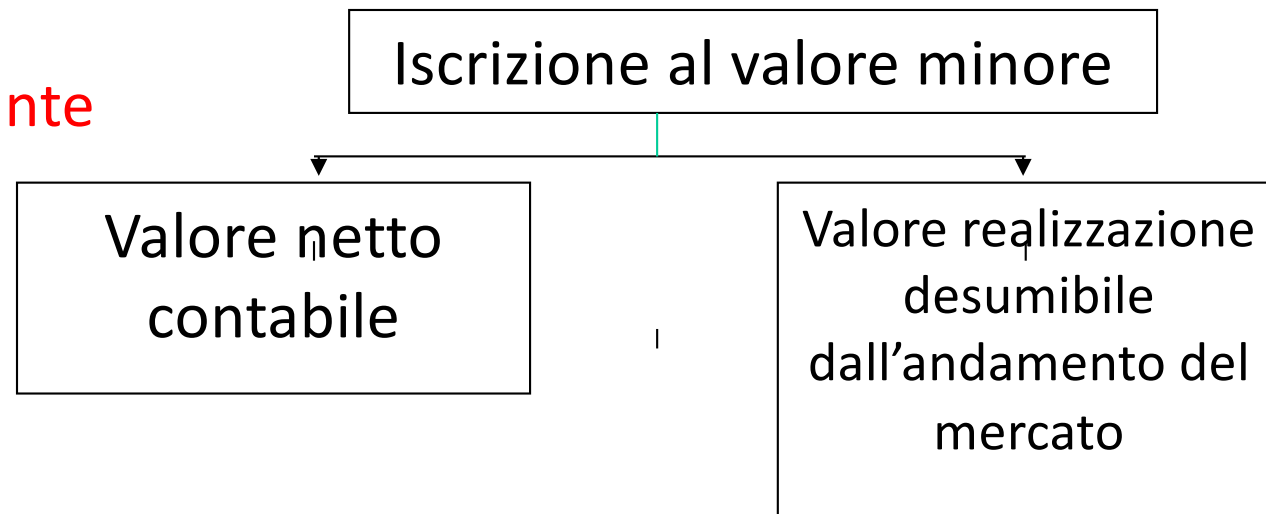 Iscrizione al valore minore
nte
Valore netto
contabile
Valore realizzazione
desumibile
dall’andamento del
mercato